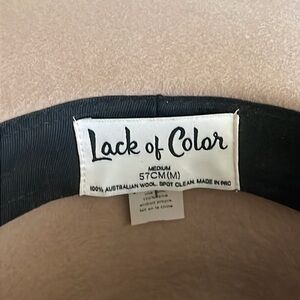 Lack of Color
MEDIUM
57CM(M)
100% AUSTRALIAN WOOL. SPOT CLEAN. MADE IN PRC